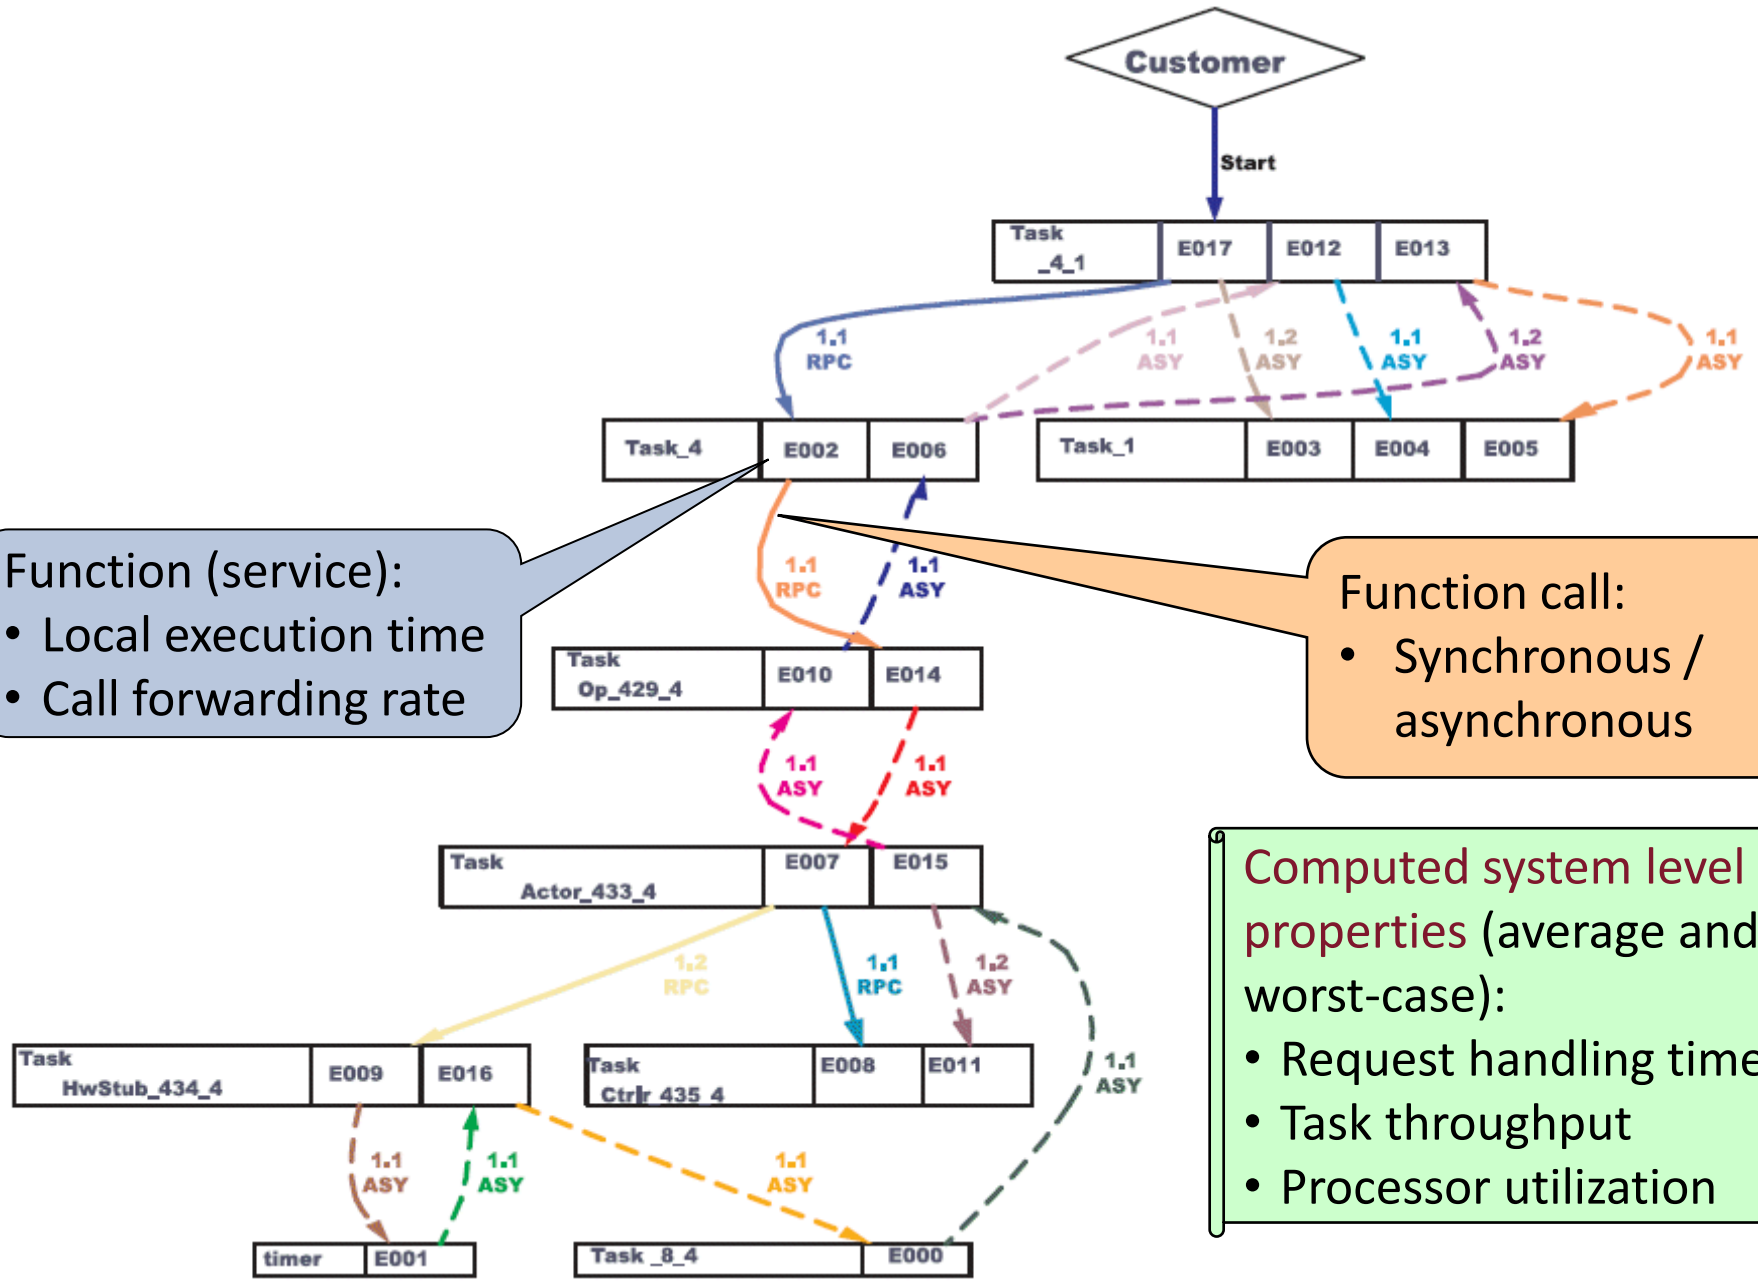 Customer
Start
Task
_4_1
E017
E012
E013
1.1
RPC
1.1
ASY
1.2
ASY
1.1
ASY
1.2
ASY
1.1
ASY
Task_4
E002
E006
Task_1
E003
E004
E005
Function (service):
• Local execution time
• Call forwarding rate
1.1
RPC
1.1
ASY
Function call:
• Synchronous /
asynchronous
Task
Op_429_4
E010
E014
1.1
ASY
1.1
ASY
Task
Actor_433_4
E007
E015
Computed system level
properties (average and
worst-case):
• Request handling time
• Task throughput
• Processor utilization
1.2
RPC
1.1
RPC
1.2
ASY
1.1
ASY
Task
HwStub_434_4
E009
E016
Task
Ctrlr_435_4
E008
E011
1.1
ASY
1.1
ASY
1.1
ASY
timer
E001
Task _8_4
E000